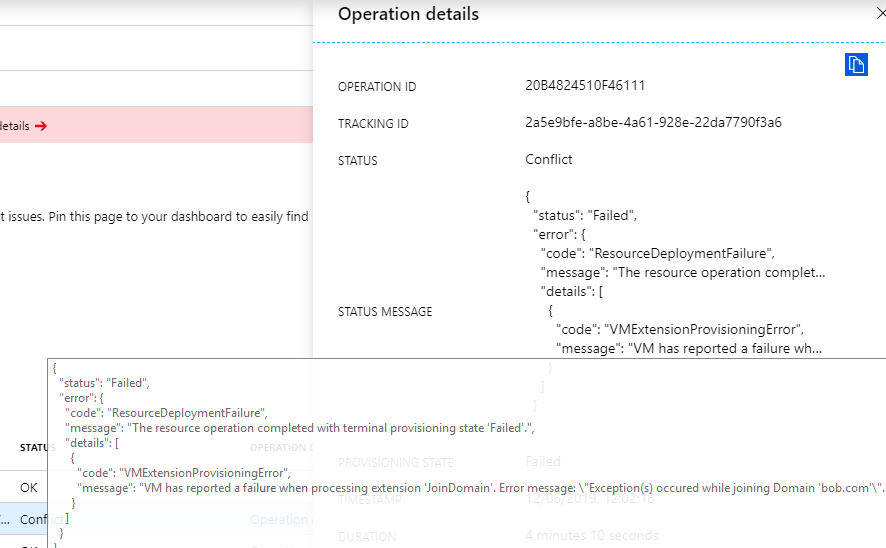 Operation details
OPERATION ID 20B4824510F46111
TRACKING ID 2a5e9bfe-a8be-4a61-928e-22da7790f3a6
details →
STATUS Conflict
t issues. Pin this page to your dashboard to easily find
STATUS MESSAGE
{
"status": "Failed",
"error": {
"code": "ResourceDeploymentFailure",
"message": "The resource operation complet...
"details": [
{
"code": "VMExtensionProvisioningError",
"message": "VM has reported a failure wh...
}
]
}
{
"status": "Failed",
"error": {
"code": "ResourceDeploymentFailure",
"message": "The resource operation completed with terminal provisioning state 'Failed'.",
"details": [
{
"code": "VMExtensionProvisioningError",
"message": "VM has reported a failure when processing extension 'JoinDomain'. Error message: \"Exception(s) occured while joining Domain 'bob.com'\".
}
]
}
}
STATUS OPERATION D
OK
... Conflict Operation
OK
PROVISIONING STATE Failed
TIMESTAMP 12/06/2019, 12:02:18
DURATION 4 minutes 10 seconds